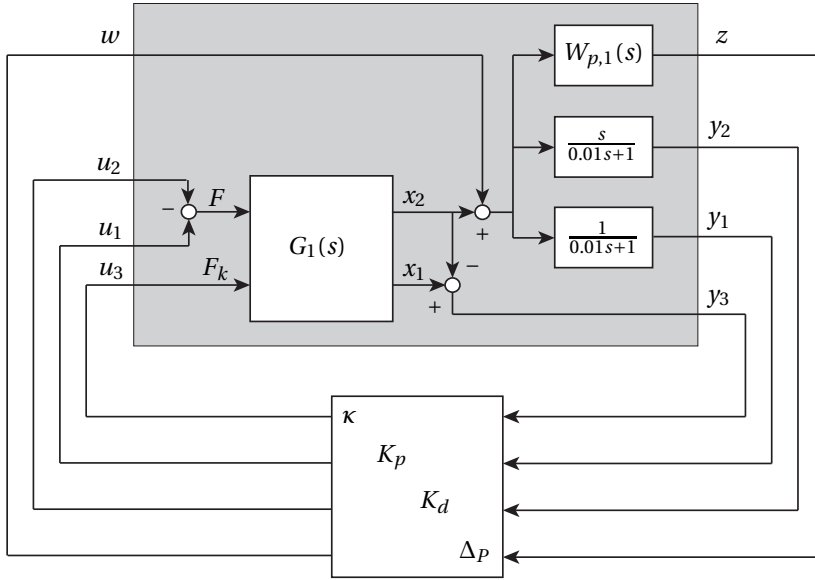 w
z
W_{p,1}(s)
y_2
s
0.01s+1
u_2
F
x_2
−
+
u_1
G_1(s)
y_1
1
0.01s+1
u_3
F_k
x_1
−
+
y_3
κ
K_p
K_d
Δ_P